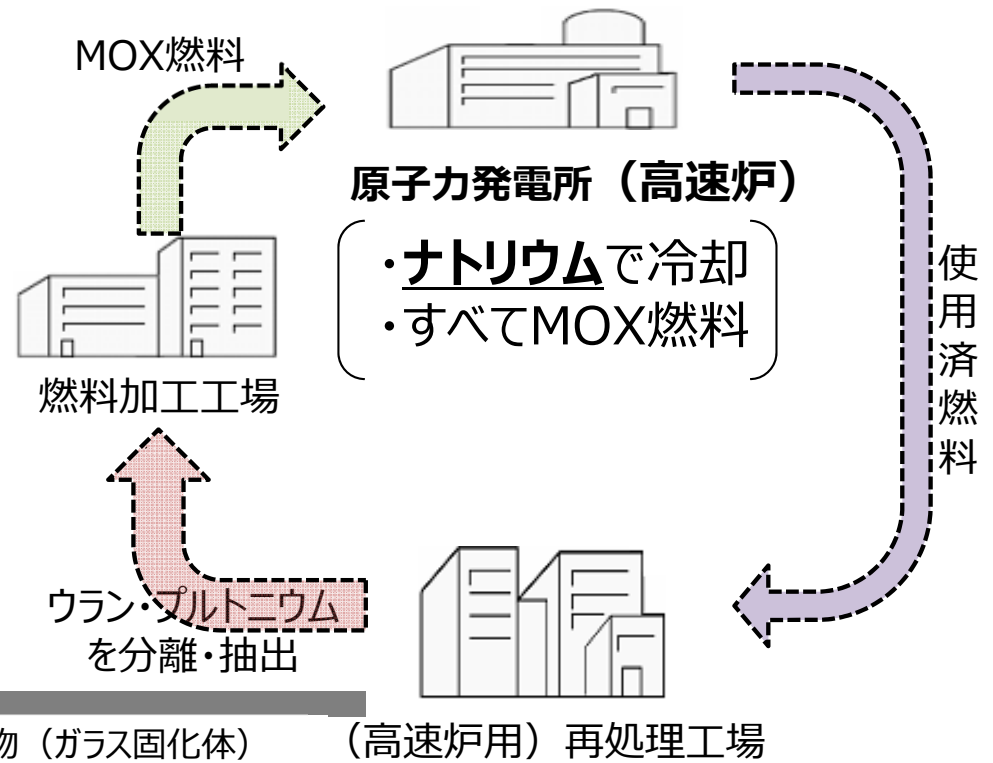 MOX燃料
原子力発電所（高速炉）
・ナトリウムで冷却
・すべてMOX燃料
使用済燃料
燃料加工工場
ウラン・プルトニウム
を分離・抽出
物（ガラス固化体）
（高速炉用）再処理工場